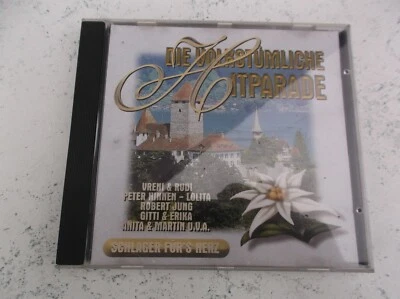 DIE VOLKSTÜMLICHE
HITPARADE
VRENI & RUDI
PETER HINNEN - LOLITA
ROBERT JUNG
GITTI & ERIKA
ANITA & MARTIN U.V.A.
SCHLAGER FÜR'S HERZ